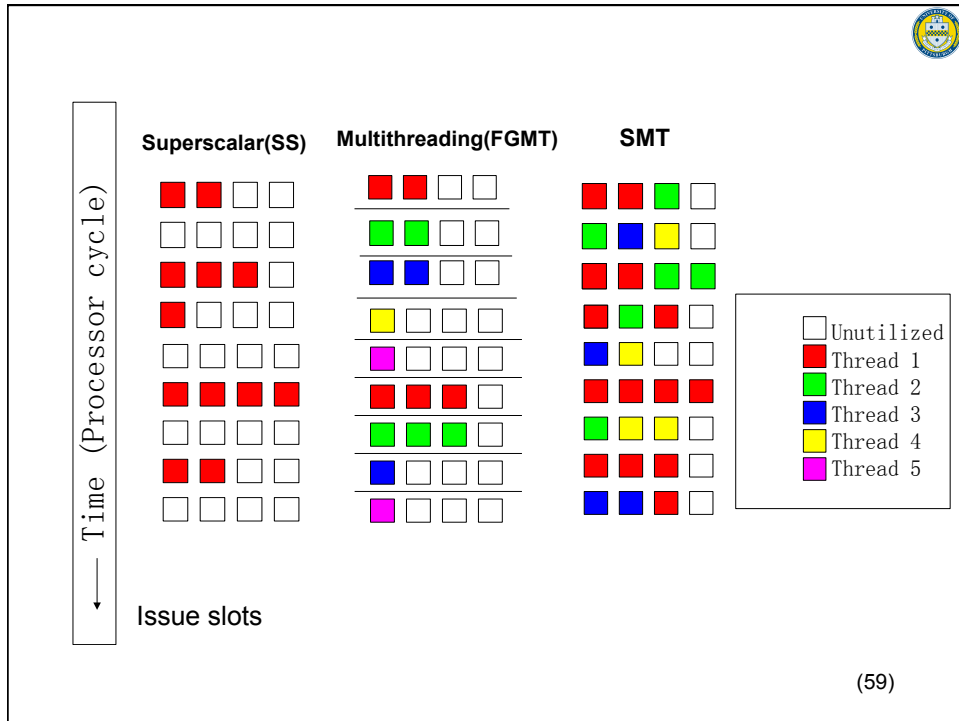 Superscalar(SS)
Multithreading(FGMT)
SMT
Time (Processor cycle)
Unutilized
Thread 1
Thread 2
Thread 3
Thread 4
Thread 5
Issue slots
(59)